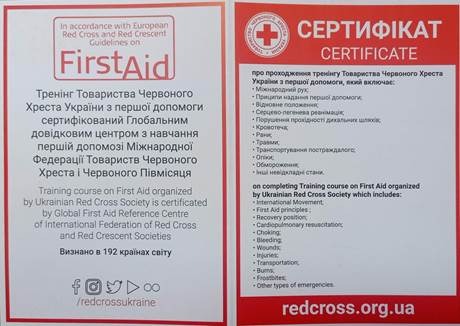 In accordance with European
Red Cross and Red Crescent
Guidelines on
First Aid
Тренінг Товариства Червоного
Хреста України з першої допомоги
сертифікований Глобальним
довідковим центром з навчання
першій допомозі Міжнародної
Федерації Товариств Червоного
Хреста і Червоного Півмісяця
Training course on First Aid organized
by Ukrainian Red Cross Society is certificated
by Global First Aid Reference Centre
of International Federation of Red Cross
and Red Crescent Societies
Визнано в 192 країнах світу
/redcrossukraine
СЕРТИФІКАТ
CERTIFICATE
про проходження тренінгу Товариства Червоного Хреста
України з першої допомоги, який включає:
• Міжнародний рух;
• Принципи надання першої допомоги;
• Відновне положення;
• Серцево-легенева реанімація;
• Порушення прохідності дихальних шляхів;
• Кровотеча;
• Рани;
• Травми;
• Транспортування постраждалого;
• Опіки;
• Обмороження;
• Інші невідкладні стани.
on completing Training course on First Aid organized
by Ukrainian Red Cross Society which includes:
• International Movement;
• First Aid principles ;
• Recovery position;
• Cardiopulmonary resuscitation;
• Choking;
• Bleeding;
• Wounds;
• Injuries;
• Transportation;
• Burns;
• Frostbites;
• Other types of emergencies.
redcross.org.ua